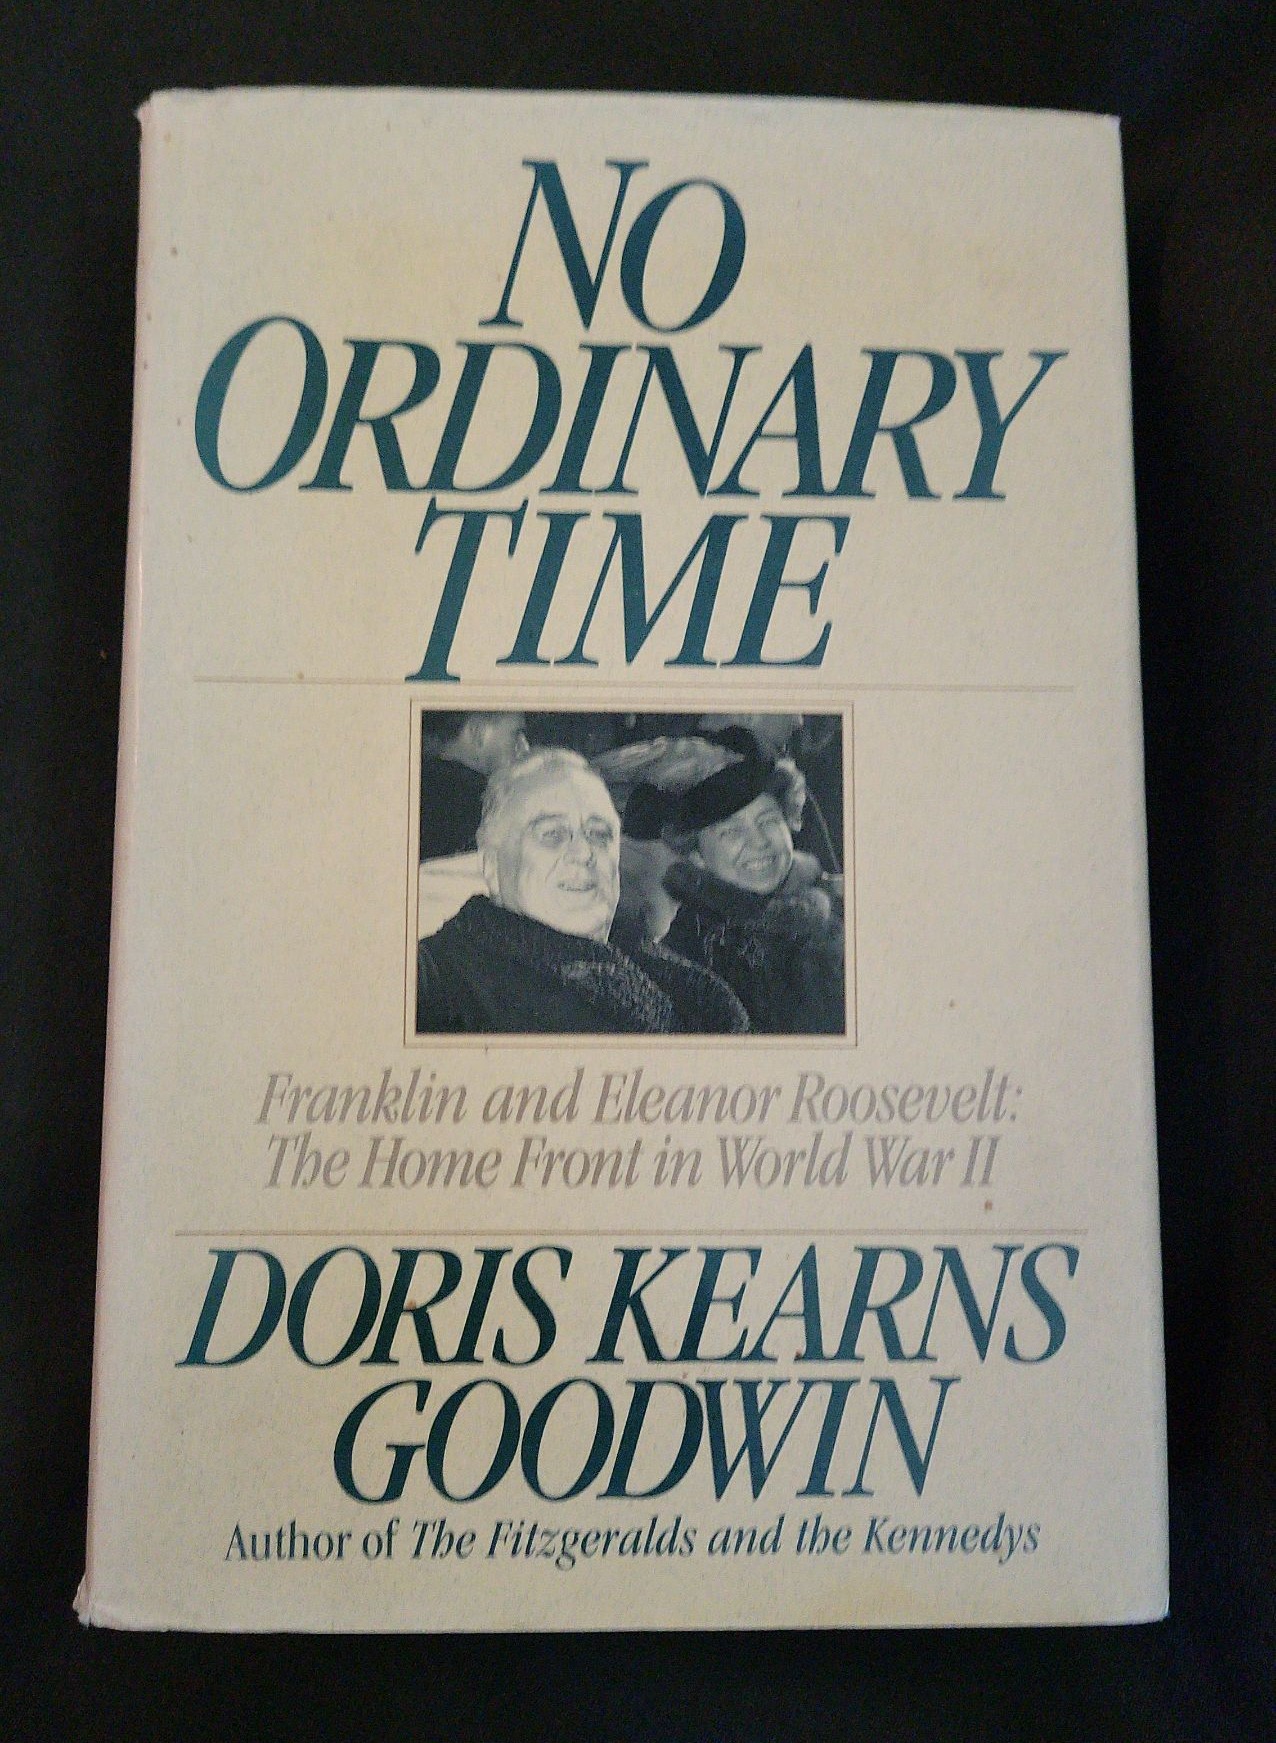 NO
ORDINARY
TIME
Franklin and Eleanor Roosevelt:
The Home Front in World War II
DORIS KEARNS
GOODWIN
Author of The Fitzgeralds and the Kennedys